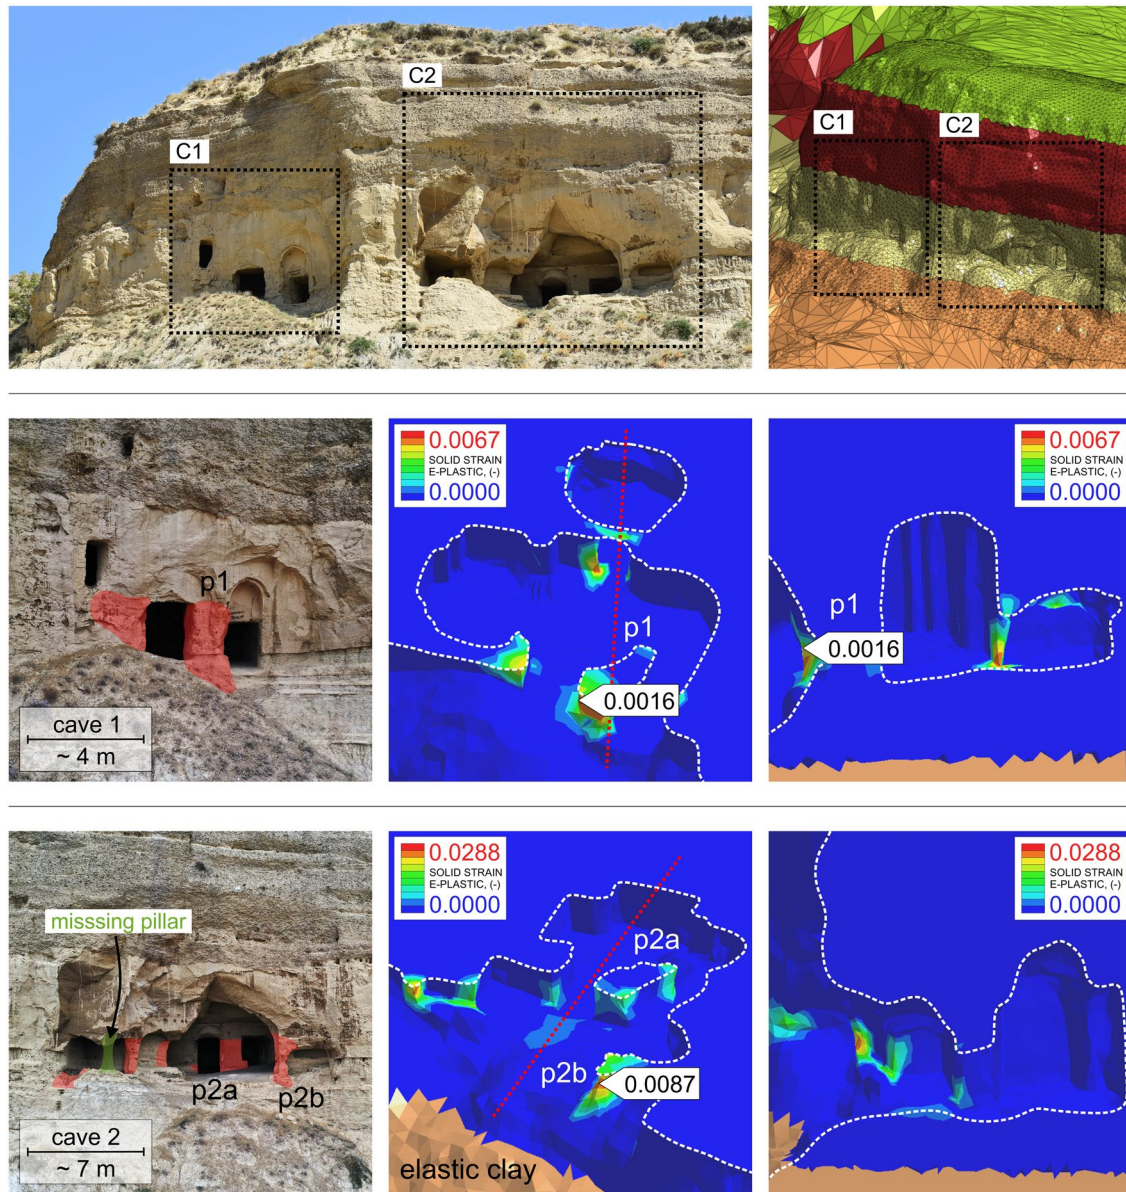 C1
C2
C1
C2
p1
cave 1
~ 4 m
0.0067
SOLID STRAIN
E-PLASTIC, (-)
0.0000
p1
0.0016
0.0067
SOLID STRAIN
E-PLASTIC, (-)
0.0000
p1
0.0016
misssing pillar
p2a
p2b
cave 2
~ 7 m
0.0288
SOLID STRAIN
E-PLASTIC, (-)
0.0000
p2a
p2b
0.0087
elastic clay
0.0288
SOLID STRAIN
E-PLASTIC, (-)
0.0000